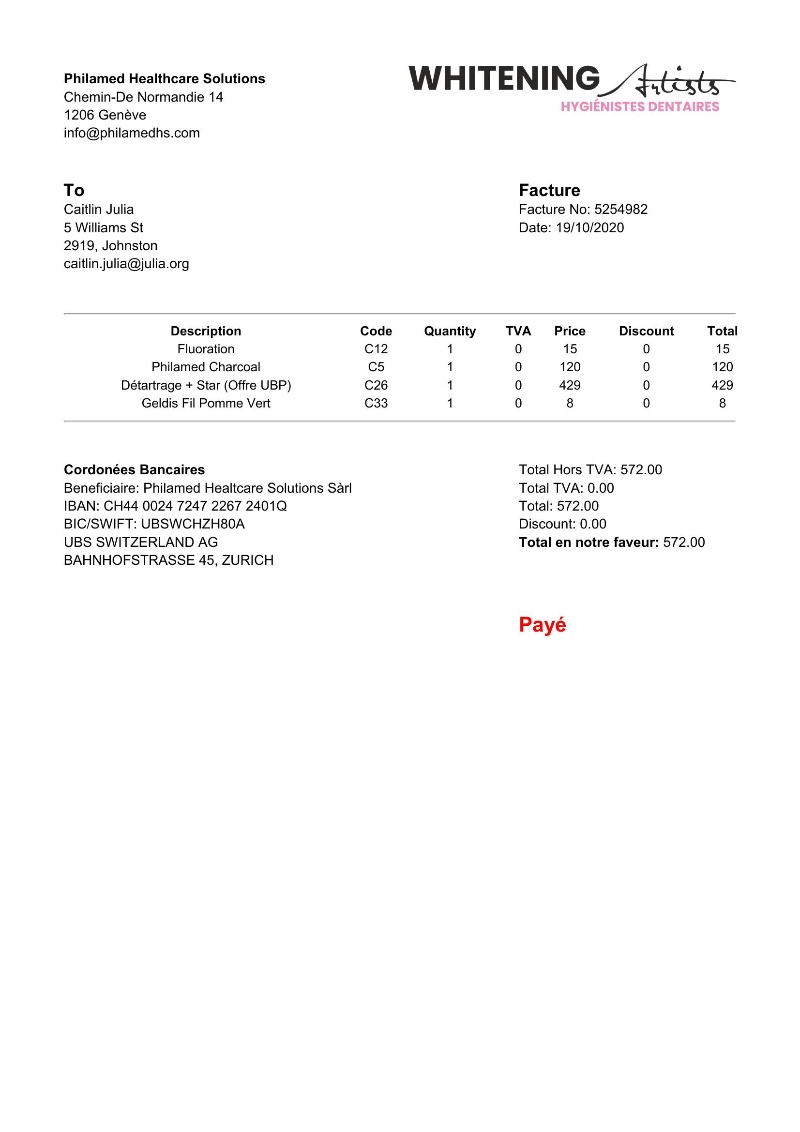 Philamed Healthcare Solutions
Chemin-De Normandie 14
1206 Genève
info@philamedhs.com
WHITENING Artists
HYGIÉNISTES DENTAIRES
To
Caitlin Julia
5 Williams St
2919, Johnston
caitlin.julia@julia.org
Facture
Facture No: 5254982
Date: 19/10/2020
Description Code Quantity TVA Price Discount Total
Fluoration C12 1 0 15 0 15
Philamed Charcoal C5 1 0 120 0 120
Détartrage + Star (Offre UBP) C26 1 0 429 0 429
Geldis Fil Pomme Vert C33 1 0 8 0 8
Cordonées Bancaires
Beneficiaire: Philamed Healtcare Solutions Sàrl
IBAN: CH44 0024 7247 2267 2401Q
BIC/SWIFT: UBSWCHZH80A
UBS SWITZERLAND AG
BAHNHOFSTRASSE 45, ZURICH
Total Hors TVA: 572.00
Total TVA: 0.00
Total: 572.00
Discount: 0.00
Total en notre faveur: 572.00
Payé